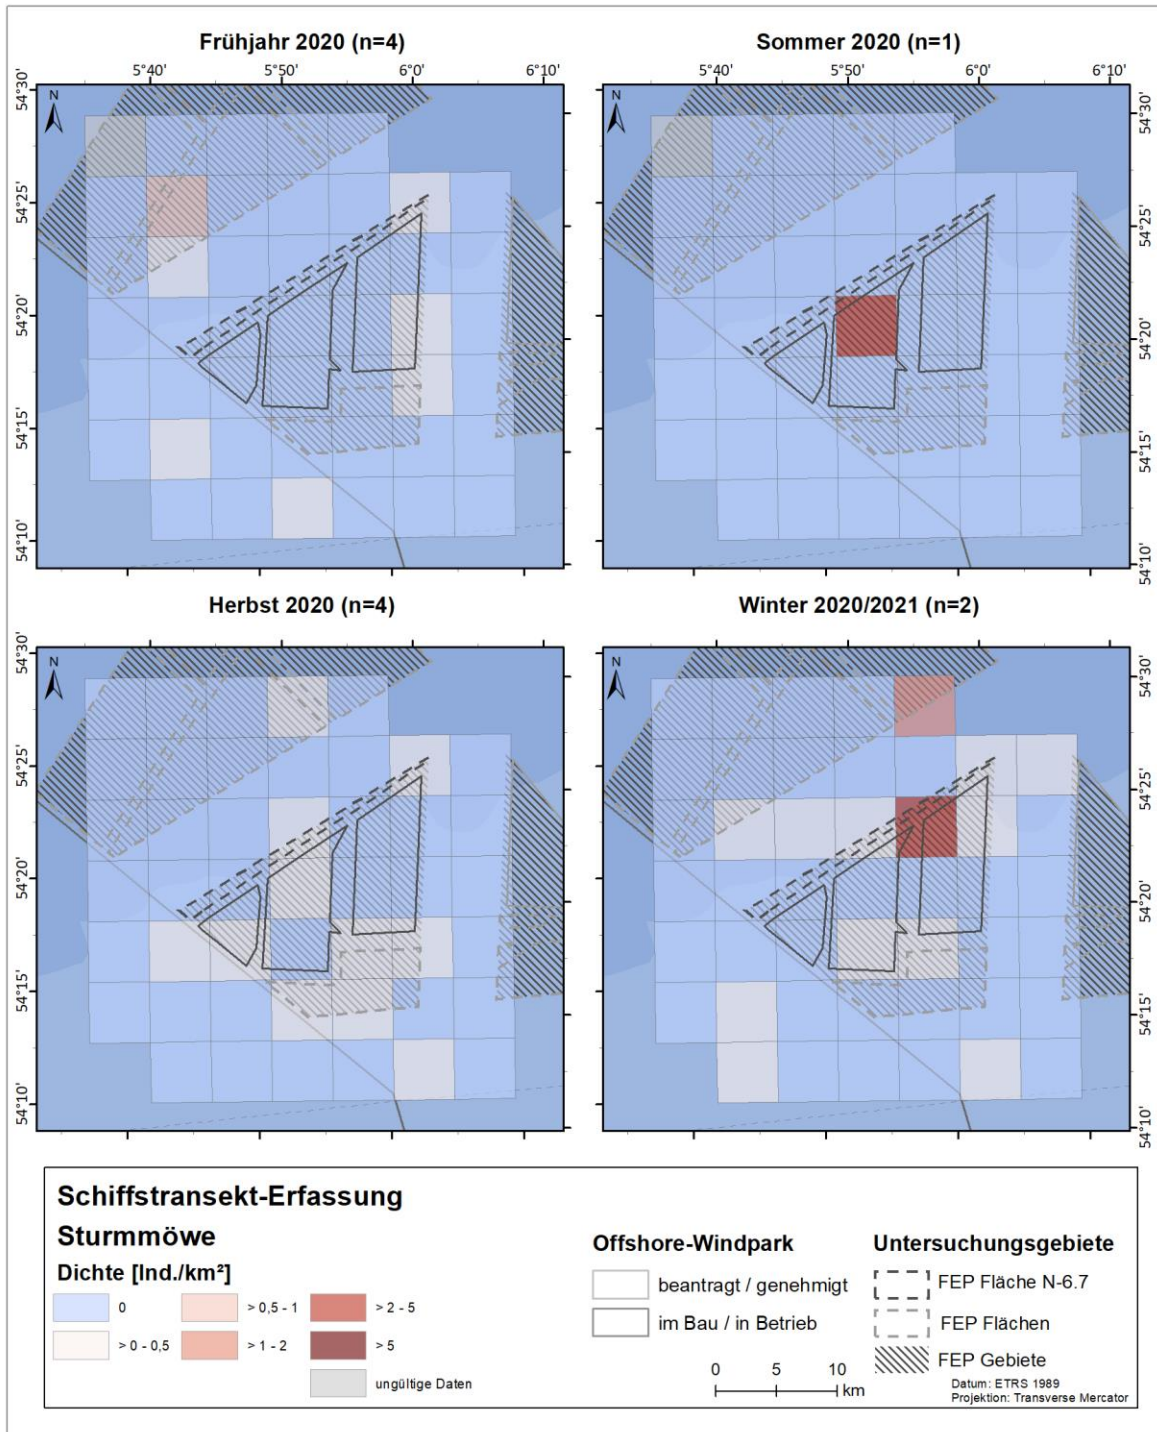 Frühjahr 2020 (n=4)
Sommer 2020 (n=1)
5°40' 5°50' 6°0' 6°10'
5°40' 5°50' 6°0' 6°10'
54°30'
54°25'
54°20'
54°15'
54°10'
N
N
54°30'
54°25'
54°20'
54°15'
54°10'
Herbst 2020 (n=4)
Winter 2020/2021 (n=2)
54°30'
54°25'
54°20'
54°15'
54°10'
N
N
54°30'
54°25'
54°20'
54°15'
54°10'
Schiffstransekt-Erfassung
Sturmmöwe
Dichte [Ind./km²]
0
> 0 - 0,5
> 0,5 - 1
> 1 - 2
> 2 - 5
> 5
ungültige Daten
Offshore-Windpark
beantragt / genehmigt
im Bau / in Betrieb
0 5 10
km
Untersuchungsgebiete
FEP Fläche N-6.7
FEP Flächen
FEP Gebiete
Datum: ETRS 1989
Projektion: Transverse Mercator